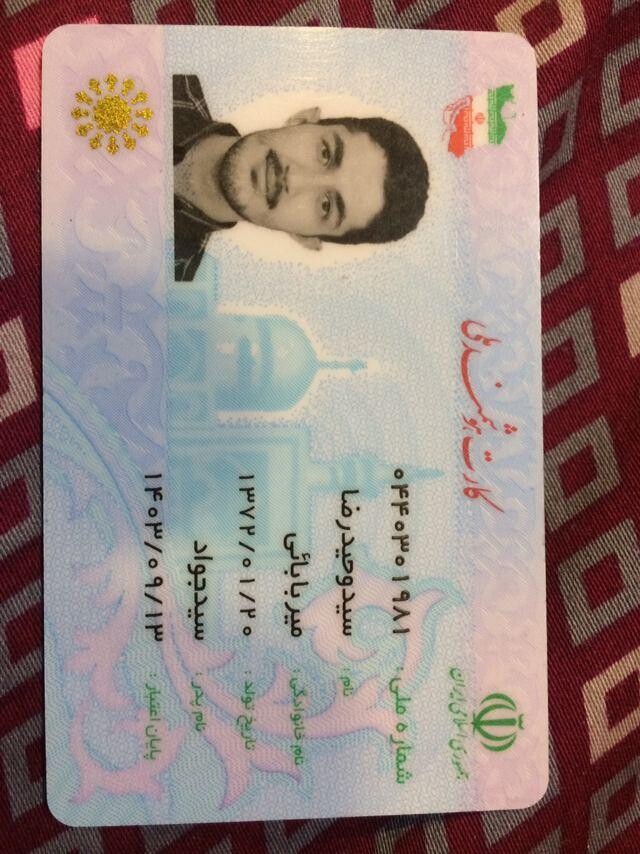 جمهوری اسلامی ایران
کارت هوشمند ملی
شماره ملی: ۰۴۴۰۳۰۱۹۸۱
نام: سیدوحیدرضا
نام خانوادگی: میربابائی
تاریخ تولد: ۱۳۷۲/۰۱/۲۰
نام پدر: سیدجواد
پایان اعتبار: ۱۴۰۳/۰۹/۱۳